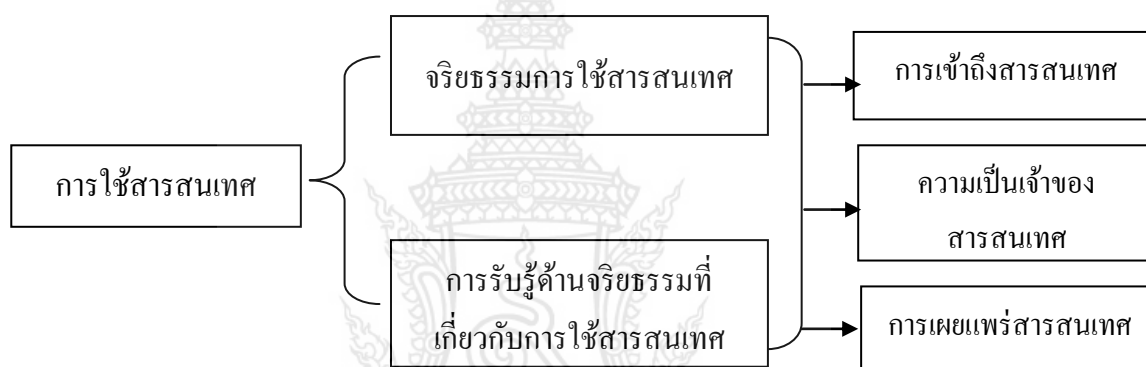 การใช้สารสนเทศ
จริยธรรมการใช้สารสนเทศ
การรับรู้ด้านจริยธรรมที่
เกี่ยวกับการใช้สารสนเทศ
การเข้าถึงสารสนเทศ
ความเป็นเจ้าของ
สารสนเทศ
การเผยแพร่สารสนเทศ